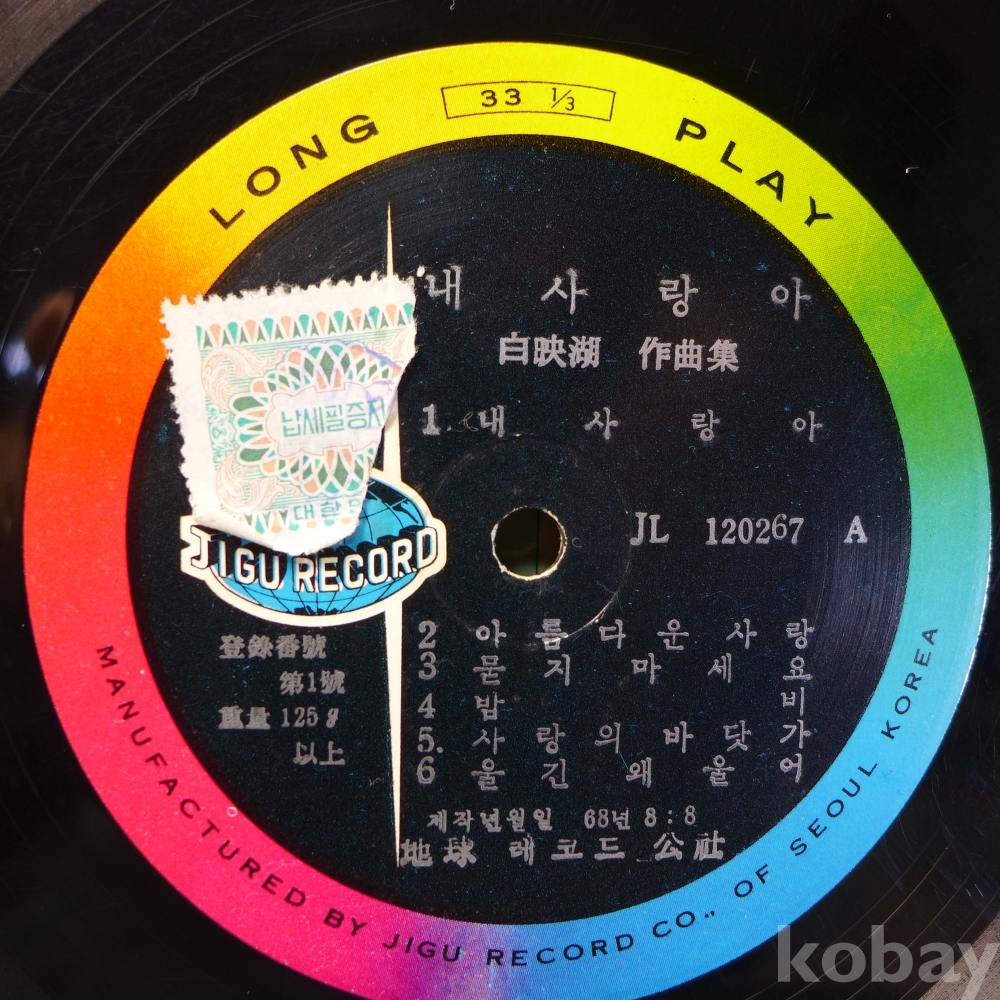 LONG PLAY
33 1/3
내 사 랑 아
白映湖 作曲集
1. 내 사 랑 아
납세필증지
대한민
JIGU RECORD
JL 120267 A
登錄番號
第1號
重量 125g
以上
2 아 름 다 운 사 랑
3 묻 지 마 세 요
4 밤 비
5. 사 랑 의 바 닷 가
6 울 긴 왜 울 어
제작년월일 68년 8:8
地球 레코드 公社
MANUFACTURED BY JIGU RECORD CO., OF SEOUL KOREA
kobay